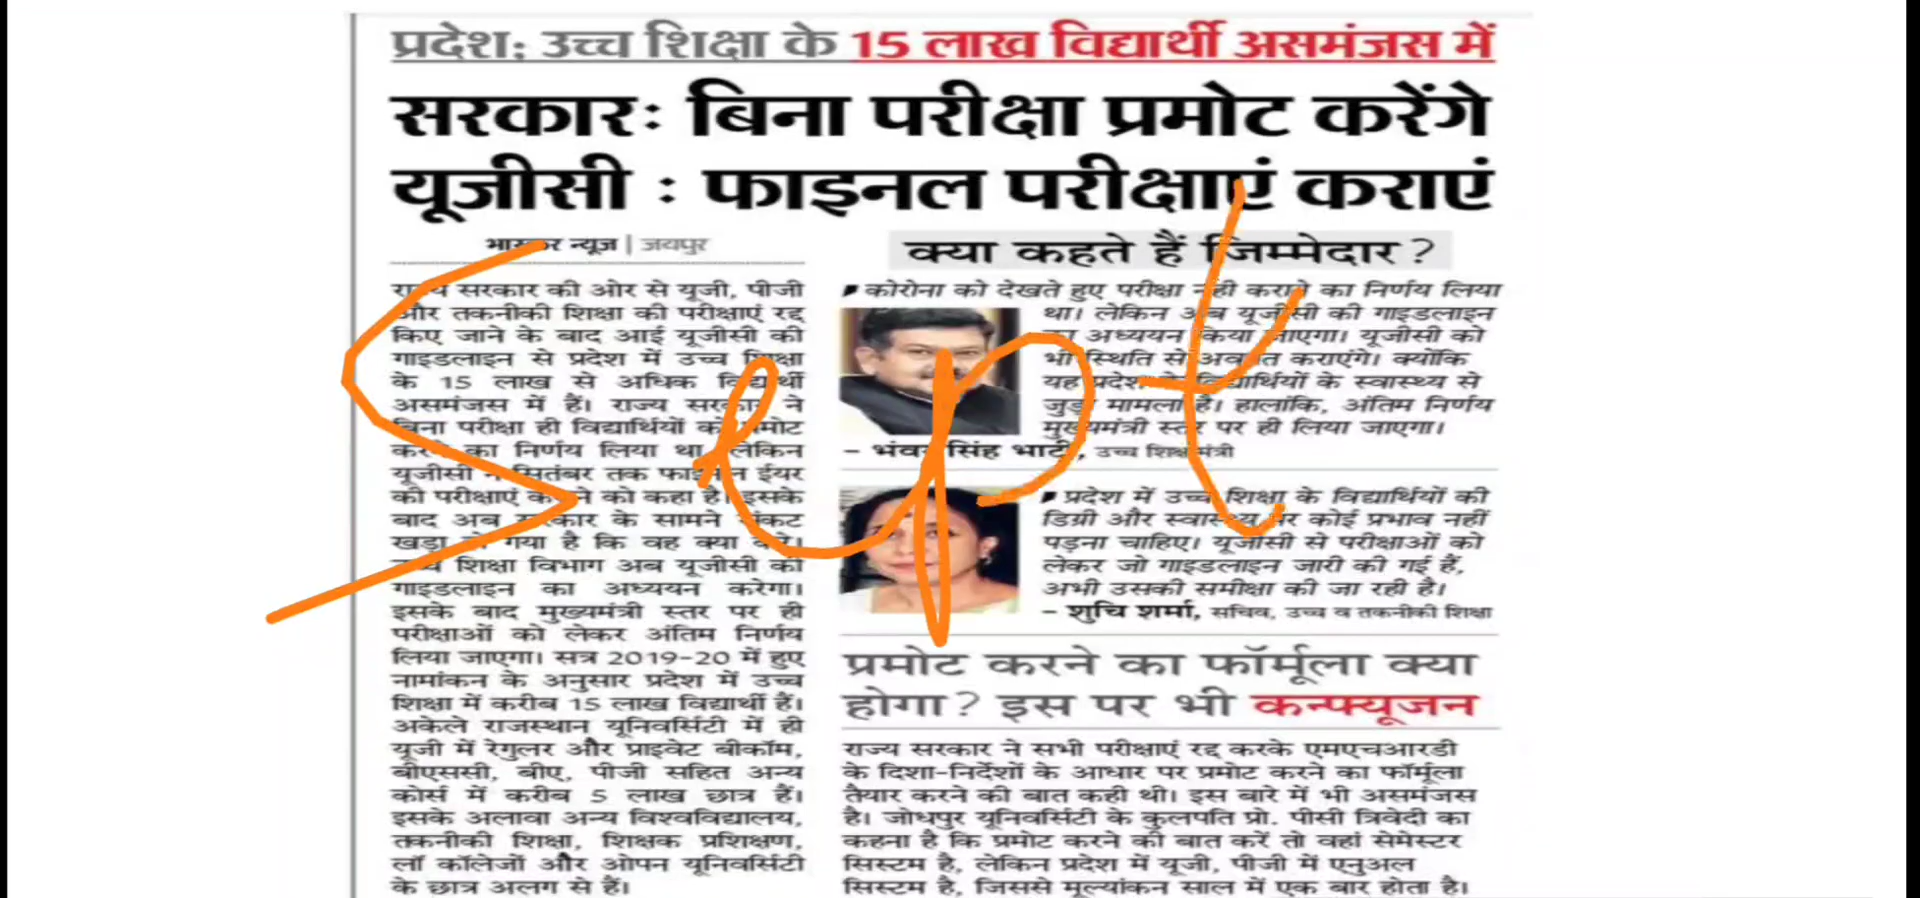 प्रदेश; उच्च शिक्षा के 15 लाख विद्यार्थी असमंजस में
सरकारः बिना परीक्षा प्रमोट करेंगे
यूजीसी : फाइनल परीक्षाएं कराएं
भास्कर न्यूज | जयपुर
राज्य सरकार की ओर से यूजी, पीजी
और तकनीकी शिक्षा की परीक्षाएं रद्द
किए जाने के बाद आई यूजीसी की
गाइडलाइन से प्रदेश में उच्च शिक्षा
के 15 लाख से अधिक विद्यार्थी
असमंजस में हैं। राज्य सरकार ने
बिना परीक्षा ही विद्यार्थियों को प्रमोट
करने का निर्णय लिया था लेकिन
यूजीसी ने सितंबर तक फाइनल ईयर
की परीक्षाएं कराने को कहा है। इसके
बाद अब सरकार के सामने संकट
खड़ा हो गया है कि वह क्या करे।
उच्च शिक्षा विभाग अब यूजीसी की
गाइडलाइन का अध्ययन करेगा।
इसके बाद मुख्यमंत्री स्तर पर ही
परीक्षाओं को लेकर अंतिम निर्णय
लिया जाएगा। सत्र 2019-20 में हुए
नामांकन के अनुसार प्रदेश में उच्च
शिक्षा में करीब 15 लाख विद्यार्थी हैं।
अकेले राजस्थान यूनिवर्सिटी में ही
यूजी में रेगुलर और प्राइवेट बीकॉम,
बीएससी, बीए, पीजी सहित अन्य
कोर्स में करीब 5 लाख छात्र हैं।
इसके अलावा अन्य विश्वविद्यालय,
तकनीकी शिक्षा, शिक्षक प्रशिक्षण,
लॉ कॉलेजों और ओपन यूनिवर्सिटी
के छात्र अलग से हैं।
क्या कहते हैं जिम्मेदार?
कोरोना को देखते हुए परीक्षा नहीं कराने का निर्णय लिया
था। लेकिन अब यूजीसी की गाइडलाइन
का अध्ययन किया जाएगा। यूजीसी को
भी स्थिति से अवगत कराएंगे। क्योंकि
यह प्रदेश के विद्यार्थियों के स्वास्थ्य से
जुड़ा मामला है। हालांकि, अंतिम निर्णय
मुख्यमंत्री स्तर पर ही लिया जाएगा।
- भंवर सिंह भाटी, उच्च शिक्षा मंत्री
प्रदेश में उच्च शिक्षा के विद्यार्थियों की
डिग्री और स्वास्थ्य पर कोई प्रभाव नहीं
पड़ना चाहिए। यूजीसी से परीक्षाओं को
लेकर जो गाइडलाइन जारी की गई हैं,
अभी उसकी समीक्षा की जा रही है।
- शुचि शर्मा, सचिव, उच्च व तकनीकी शिक्षा
प्रमोट करने का फॉर्मूला क्या
होगा? इस पर भी कन्फ्यूजन
राज्य सरकार ने सभी परीक्षाएं रद्द करके एमएचआरडी
के दिशा-निर्देशों के आधार पर प्रमोट करने का फॉर्मूला
तैयार करने की बात कही थी। इस बारे में भी असमंजस
है। जोधपुर यूनिवर्सिटी के कुलपति प्रो. पीसी त्रिवेदी का
कहना है कि प्रमोट करने की बात करें तो वहां सेमेस्टर
सिस्टम है, लेकिन प्रदेश में यूजी, पीजी में एनुअल
सिस्टम है, जिससे मूल्यांकन साल में एक बार होता है।
Sept